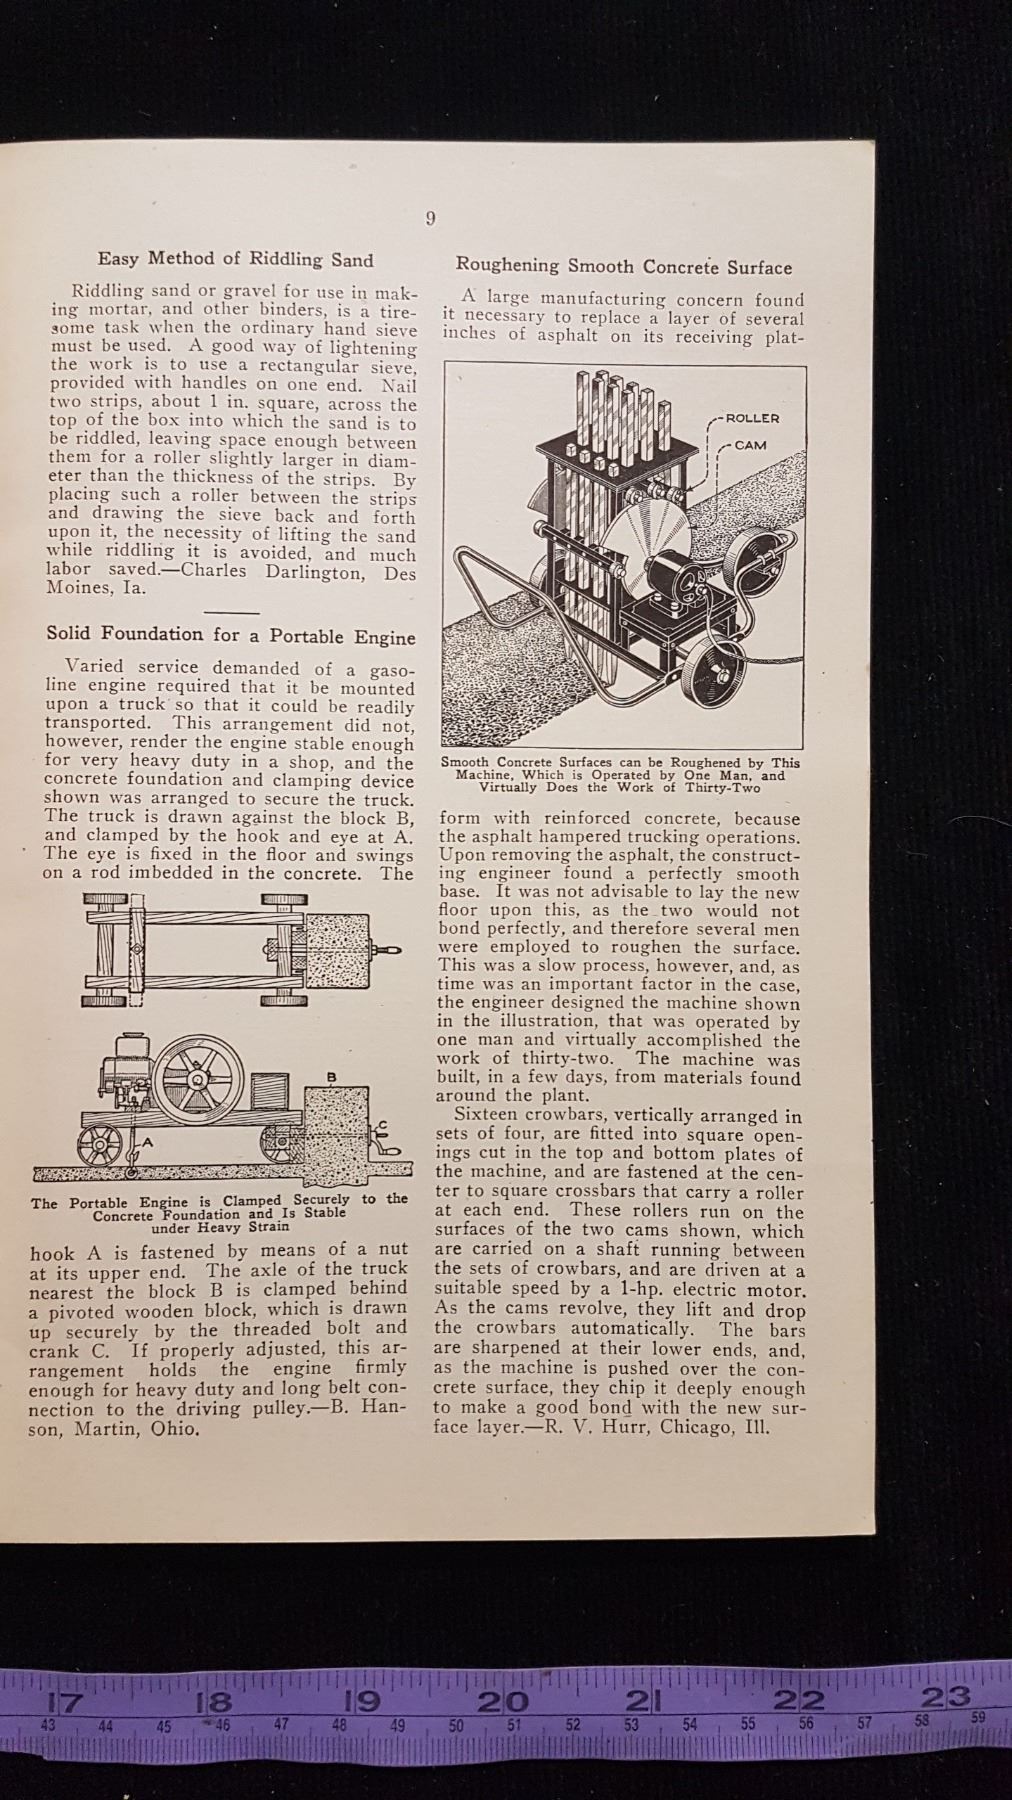 9
Easy Method of Riddling Sand
Riddling sand or gravel for use in mak-
ing mortar, and other binders, is a tire-
some task when the ordinary hand sieve
must be used. A good way of lightening
the work is to use a rectangular sieve,
provided with handles on one end. Nail
two strips, about 1 in. square, across the
top of the box into which the sand is to
be riddled, leaving space enough between
them for a roller slightly larger in diam-
eter than the thickness of the strips. By
placing such a roller between the strips
and drawing the sieve back and forth
upon it, the necessity of lifting the sand
while riddling it is avoided, and much
labor saved.—Charles Darlington, Des
Moines, Ia.
Solid Foundation for a Portable Engine
Varied service demanded of a gaso-
line engine required that it be mounted
upon a truck so that it could be readily
transported. This arrangement did not,
however, render the engine stable enough
for very heavy duty in a shop, and the
concrete foundation and clamping device
shown was arranged to secure the truck.
The truck is drawn against the block B,
and clamped by the hook and eye at A.
The eye is fixed in the floor and swings
on a rod imbedded in the concrete. The
B
C
A
The Portable Engine is Clamped Securely to the
Concrete Foundation and Is Stable
under Heavy Strain
hook A is fastened by means of a nut
at its upper end. The axle of the truck
nearest the block B is clamped behind
a pivoted wooden block, which is drawn
up securely by the threaded bolt and
crank C. If properly adjusted, this ar-
rangement holds the engine firmly
enough for heavy duty and long belt con-
nection to the driving pulley.—B. Han-
son, Martin, Ohio.
Roughening Smooth Concrete Surface
A large manufacturing concern found
it necessary to replace a layer of several
inches of asphalt on its receiving plat-
ROLLER
CAM
Smooth Concrete Surfaces can be Roughened by This
Machine, Which is Operated by One Man, and
Virtually Does the Work of Thirty-Two
form with reinforced concrete, because
the asphalt hampered trucking operations.
Upon removing the asphalt, the construct-
ing engineer found a perfectly smooth
base. It was not advisable to lay the new
floor upon this, as the two would not
bond perfectly, and therefore several men
were employed to roughen the surface.
This was a slow process, however, and, as
time was an important factor in the case,
the engineer designed the machine shown
in the illustration, that was operated by
one man and virtually accomplished the
work of thirty-two. The machine was
built, in a few days, from materials found
around the plant.
Sixteen crowbars, vertically arranged in
sets of four, are fitted into square open-
ings cut in the top and bottom plates of
the machine, and are fastened at the cen-
ter to square crossbars that carry a roller
at each end. These rollers run on the
surfaces of the two cams shown, which
are carried on a shaft running between
the sets of crowbars, and are driven at a
suitable speed by a 1-hp. electric motor.
As the cams revolve, they lift and drop
the crowbars automatically. The bars
are sharpened at their lower ends, and,
as the machine is pushed over the con-
crete surface, they chip it deeply enough
to make a good bond with the new sur-
face layer.—R. V. Hurr, Chicago, Ill.
17 18 19 20 21 22 23
43 44 45 46 47 48 49 50 51 52 53 54 55 56 57 58 59